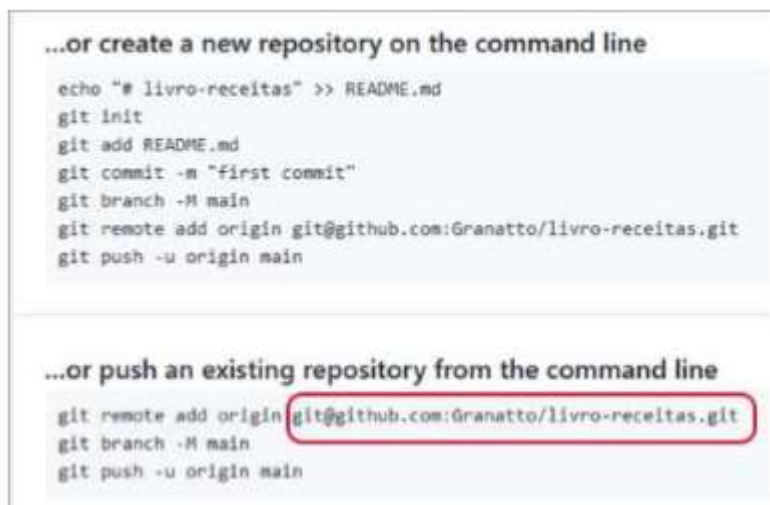 ...or create a new repository on the command line
echo "# livro-receitas" >> README.md
git init
git add README.md
git commit -m "first commit"
git branch -M main
git remote add origin git@github.com:Granatto/livro-receitas.git
git push -u origin main
...or push an existing repository from the command line
git remote add origin git@github.com:Granatto/livro-receitas.git
git branch -M main
git push -u origin main